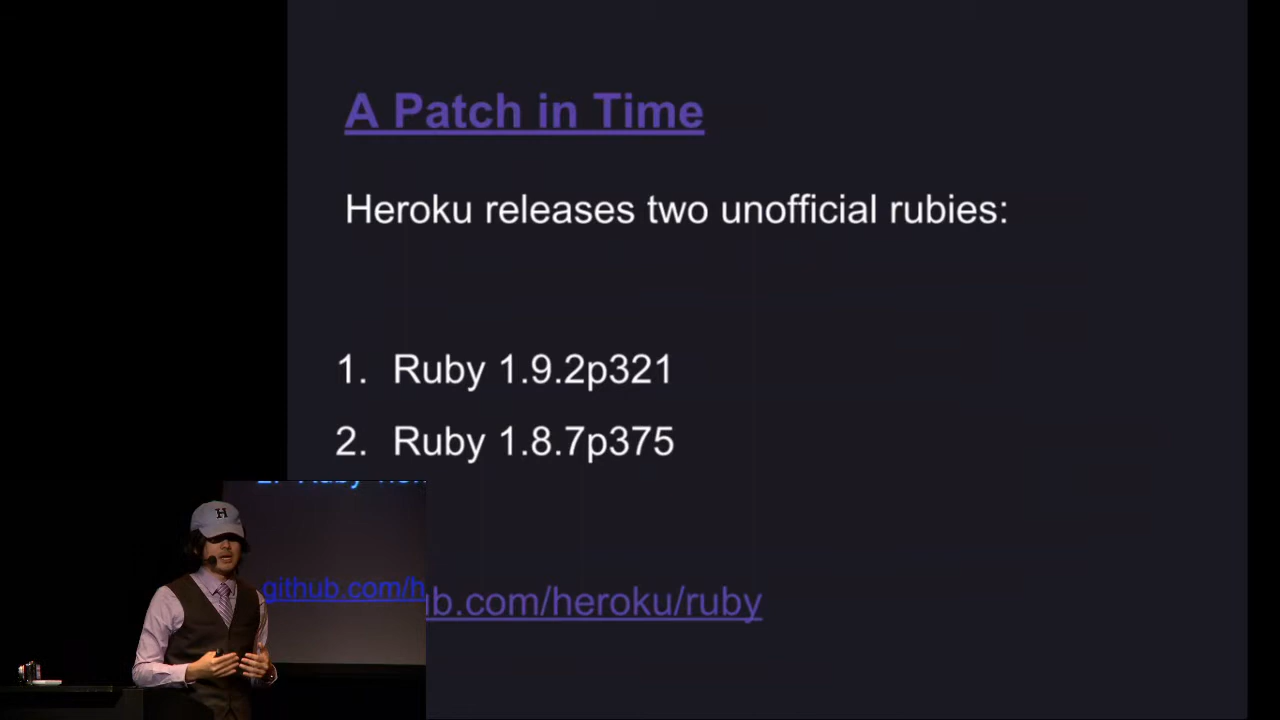 A Patch in Time
Heroku releases two unofficial rubies:
1. Ruby 1.9.2p321
2. Ruby 1.8.7p375
ub.com/heroku/ruby
H
github.com/h